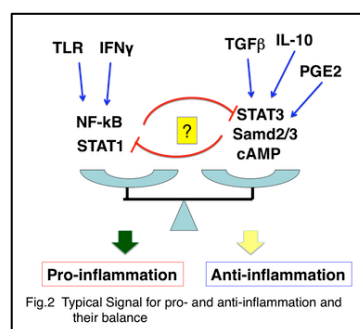 TLR IFNγ
TGFβ IL-10
PGE2
NF-kB
STAT1
?
STAT3
Samd2/3
cAMP
Pro-inflammation
Anti-inflammation
Fig.2 Typical Signal for pro- and anti-inflammation and
their balance